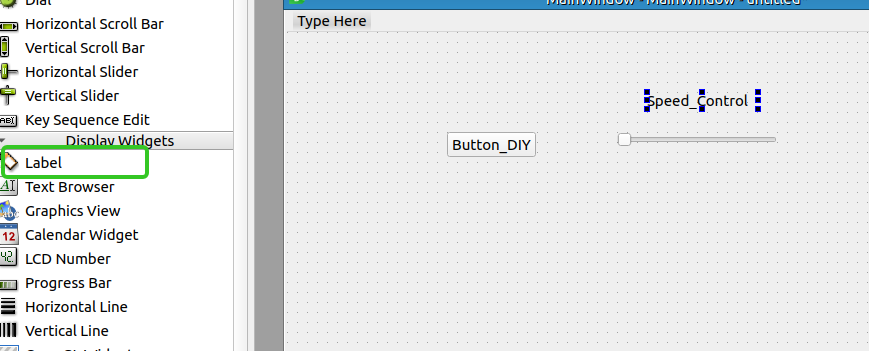 Dial
Horizontal Scroll Bar
Vertical Scroll Bar
Horizontal Slider
Vertical Slider
Key Sequence Edit
Display Widgets
Label
Text Browser
Graphics View
Calendar Widget
LCD Number
Progress Bar
Horizontal Line
Vertical Line
MainWindow - MainWindow - untitled
Type Here
Speed_Control
Button_DIY